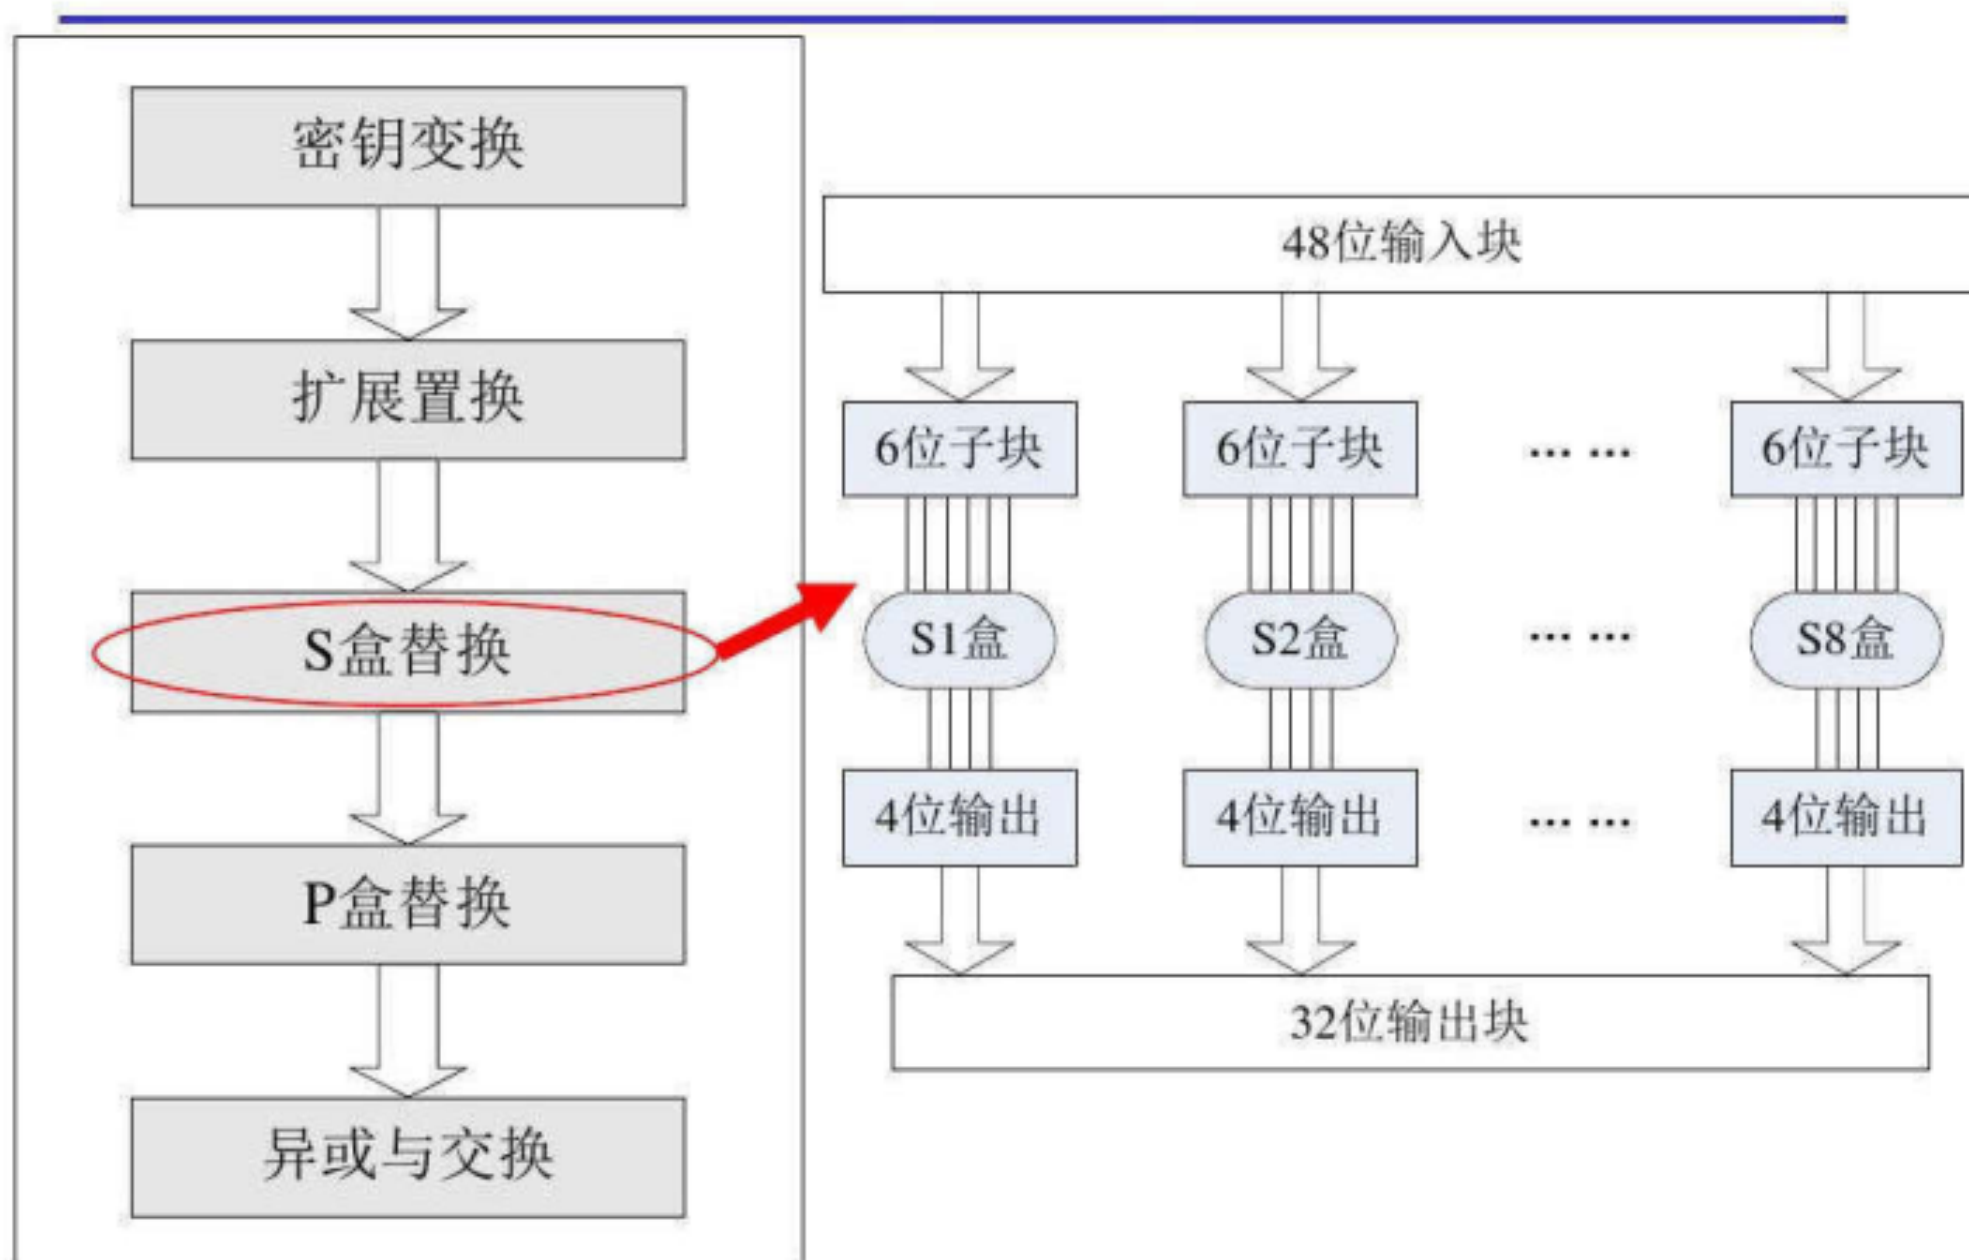 密钥变换
扩展置换
S盒替换
P盒替换
异或与交换
48位输入块
6位子块 6位子块 … … 6位子块
S1盒 S2盒 … … S8盒
4位输出 4位输出 … … 4位输出
32位输出块